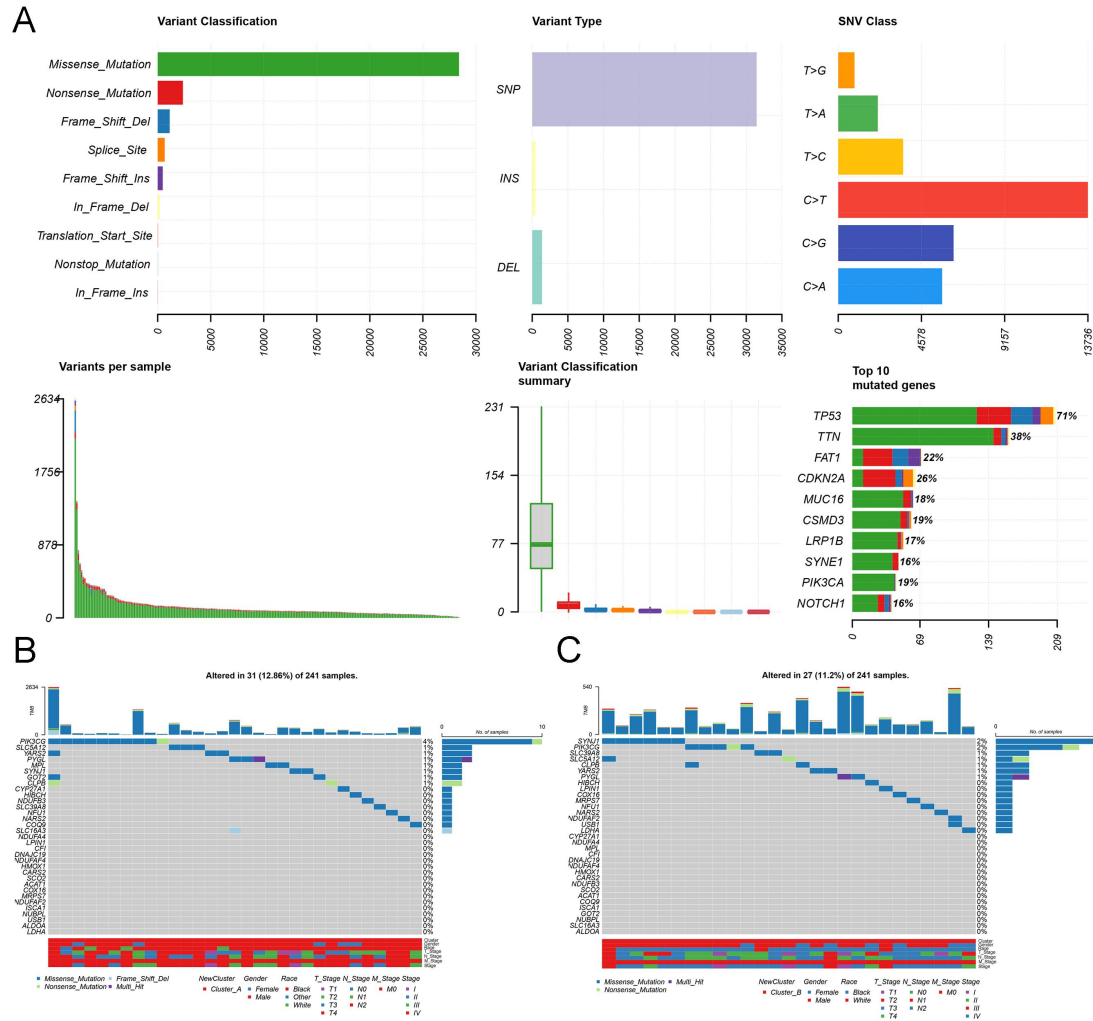 A
Variant Classification
Missense_Mutation
Nonsense_Mutation
Frame_Shift_Del
Splice_Site
Frame_Shift_Ins
In_Frame_Del
Translation_Start_Site
Nonstop_Mutation
In_Frame_Ins
0 5000 10000 15000 20000 25000 30000
Variant Type
SNP
INS
DEL
0 5000 10000 15000 20000 25000 30000 35000
SNV Class
T>G
T>A
T>C
C>T
C>G
C>A
0 4578 9157 13736
Variants per sample
2634
1756
878
0
Variant Classification
summary
231
154
77
0
Top 10
mutated genes
TP53 71%
TTN 38%
FAT1 22%
CDKN2A 26%
MUC16 18%
CSMD3 19%
LRP1B 17%
SYNE1 16%
PIK3CA 19%
NOTCH1 16%
0 69 139 209
B
Altered in 31 (12.86%) of 241 samples.
2634
TMB
0
0 10
No. of samples
PIK3CG 4%
SLC5A12 1%
YARS2 1%
PYGL 1%
MPL 1%
SYNJ1 1%
GOT2 1%
CLPB 1%
CYP27A1 0%
HIBCH 0%
NDUFB3 0%
SLC39A8 0%
NFU1 0%
NARS2 0%
COQ9 0%
SLC16A3 0%
NDUFA4 0%
LPIN1 0%
CFI 0%
DNAJC19 0%
NDUFAF4 0%
HMOX1 0%
CARS2 0%
SCO2 0%
ACAT1 0%
COX16 0%
MRPS7 0%
NDUFAF2 0%
ISCA1 0%
NUBPL 0%
USB1 0%
ALDOA 0%
LDHA 0%
Cluster
Gender
Race
T_Stage
N_Stage
M_Stage
Stage
Missense_Mutation Frame_Shift_Del
Nonsense_Mutation Multi_Hit
NewCluster Gender Race T_Stage N_Stage M_Stage Stage
Cluster_A Female Black T1 N0 M0 I
Male Other T2 N1 II
White T3 N2 III
T4 IV
C
Altered in 27 (11.2%) of 241 samples.
540
TMB
0
0
No. of samples
SYNJ1 2%
PIK3CG 2%
SLC39A8 1%
SLC5A12 1%
CLPB 1%
YARS2 1%
PYGL 1%
HIBCH 0%
LPIN1 0%
COX16 0%
MRPS7 0%
NFU1 0%
NARS2 0%
NDUFAF2 0%
USB1 0%
LDHA 0%
CYP27A1 0%
NDUFA4 0%
MPL 0%
CFI 0%
DNAJC19 0%
NDUFAF4 0%
HMOX1 0%
CARS2 0%
NDUFB3 0%
SCO2 0%
ACAT1 0%
COQ9 0%
ISCA1 0%
GOT2 0%
NUBPL 0%
SLC16A3 0%
ALDOA 0%
Cluster
Gender
Race
T_Stage
N_Stage
M_Stage
Stage
Missense_Mutation Multi_Hit
Nonsense_Mutation
NewCluster Gender Race T_Stage N_Stage M_Stage Stage
Cluster_B Female Black T1 N0 M0 I
Male White T2 N1 II
T3 N2 III
T4 IV